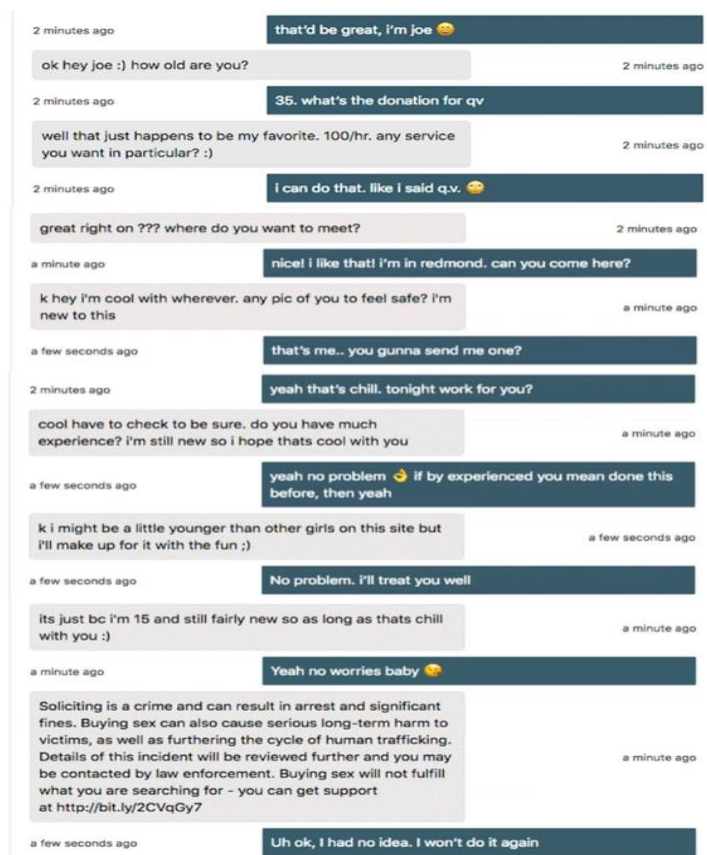 2 minutes ago that'd be great, i'm joe 😄
ok hey joe :) how old are you? 2 minutes ago
2 minutes ago 35. what's the donation for qv
well that just happens to be my favorite. 100/hr. any service
you want in particular? :) 2 minutes ago
2 minutes ago i can do that. like i said q.v. 🙄
great right on ??? where do you want to meet? 2 minutes ago
a minute ago nice! i like that! i'm in redmond. can you come here?
k hey i'm cool with wherever. any pic of you to feel safe? i'm
new to this a minute ago
a few seconds ago that's me.. you gunna send me one?
2 minutes ago yeah that's chill. tonight work for you?
cool have to check to be sure. do you have much
experience? i'm still new so i hope thats cool with you a minute ago
a few seconds ago yeah no problem 👌 if by experienced you mean done this
before, then yeah
k i might be a little younger than other girls on this site but
i'll make up for it with the fun ;) a few seconds ago
a few seconds ago No problem. i'll treat you well
its just bc i'm 15 and still fairly new so as long as thats chill
with you :) a minute ago
a minute ago Yeah no worries baby 😘
Soliciting is a crime and can result in arrest and significant
fines. Buying sex can also cause serious long-term harm to
victims, as well as furthering the cycle of human trafficking.
Details of this incident will be reviewed further and you may
be contacted by law enforcement. Buying sex will not fulfill
what you are searching for - you can get support
at http://bit.ly/2CVqGy7 a minute ago
a few seconds ago Uh ok, I had no idea. I won't do it again